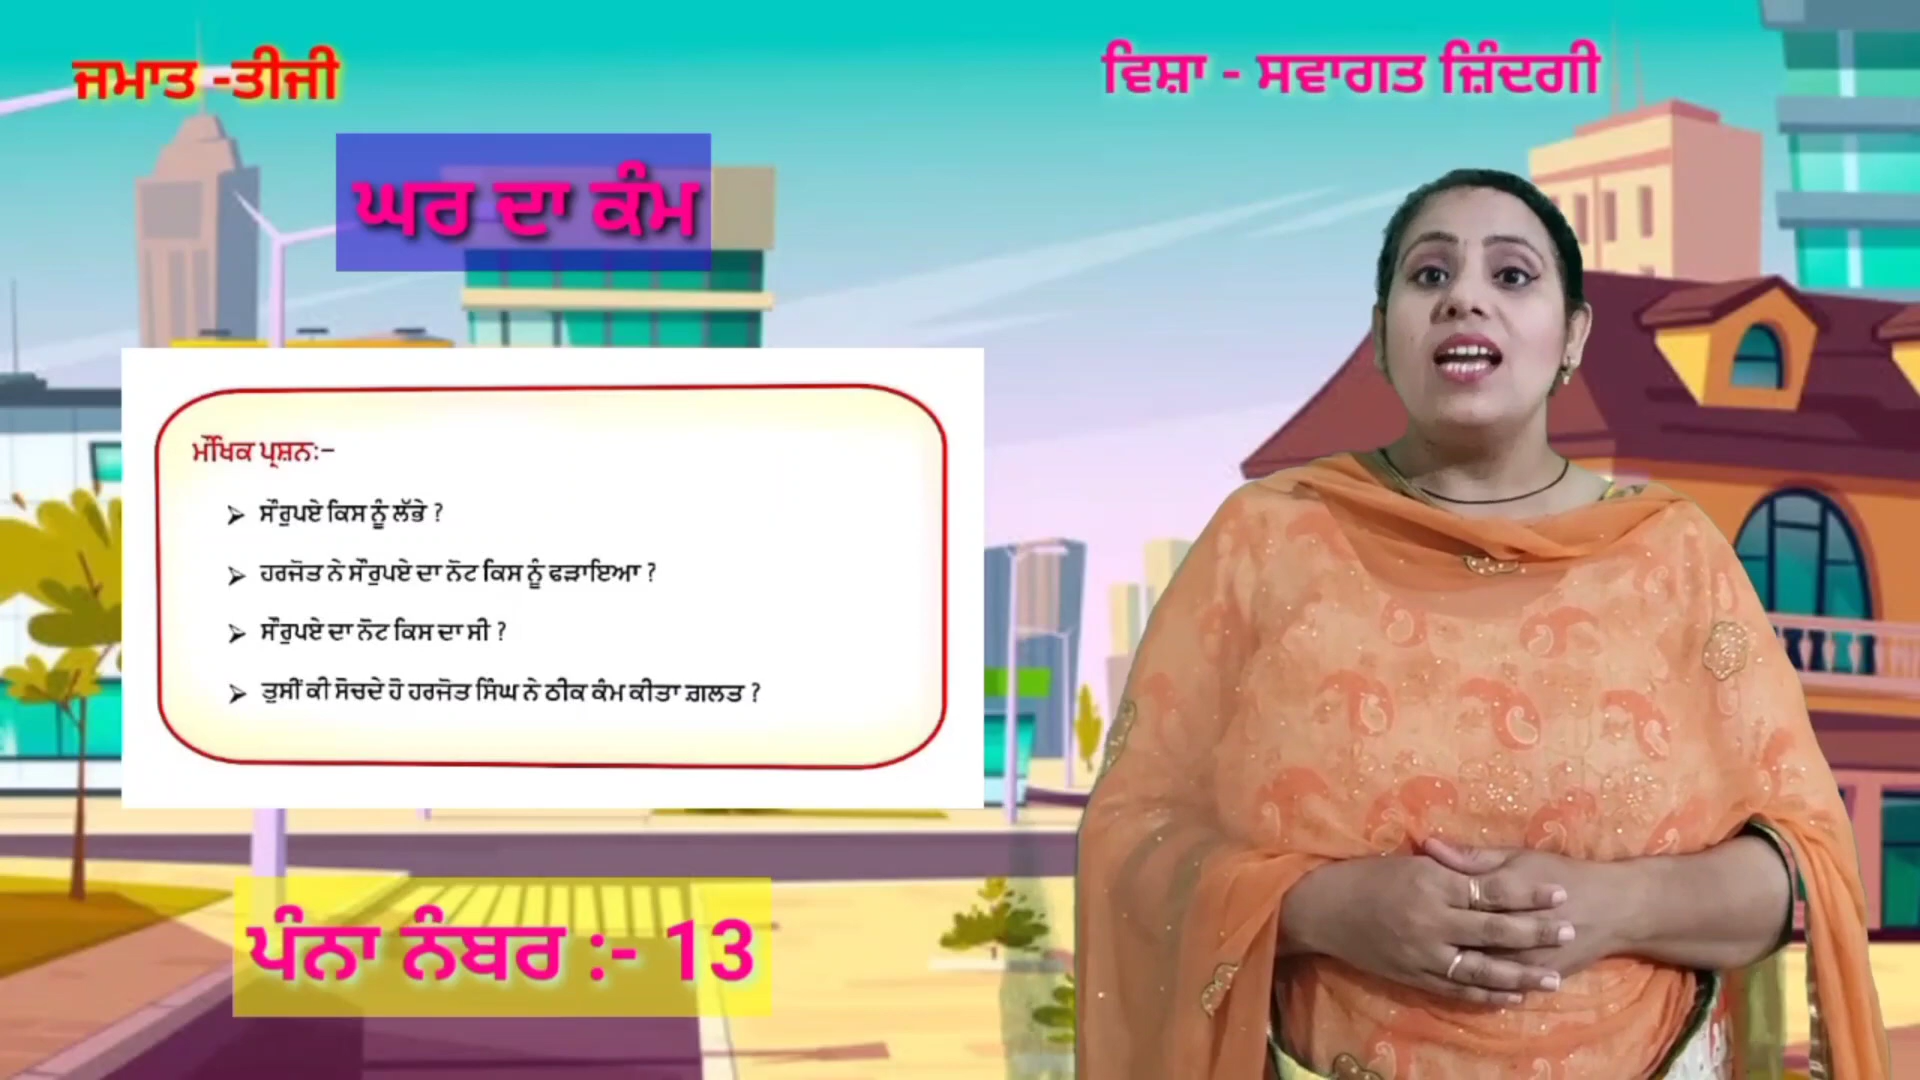 ਜਮਾਤ -ਤੀਜੀ
ਵਿਸ਼ਾ - ਸਵਾਗਤ ਜ਼ਿੰਦਗੀ
ਘਰ ਦਾ ਕੰਮ
ਮੌਖਿਕ ਪ੍ਰਸ਼ਨ:–
➢ ਸੌ ਰੁਪਏ ਕਿਸ ਨੂੰ ਲੱਭੇ ?
➢ ਹਰਜੋਤ ਨੇ ਸੌ ਰੁਪਏ ਦਾ ਨੋਟ ਕਿਸ ਨੂੰ ਫੜਾਇਆ ?
➢ ਸੌ ਰੁਪਏ ਦਾ ਨੋਟ ਕਿਸ ਦਾ ਸੀ ?
➢ ਤੁਸੀਂ ਕੀ ਸੋਚਦੇ ਹੋ ਹਰਜੋਤ ਸਿੰਘ ਨੇ ਠੀਕ ਕੰਮ ਕੀਤਾ ਗ਼ਲਤ ?
ਪੰਨਾ ਨੰਬਰ :- 13